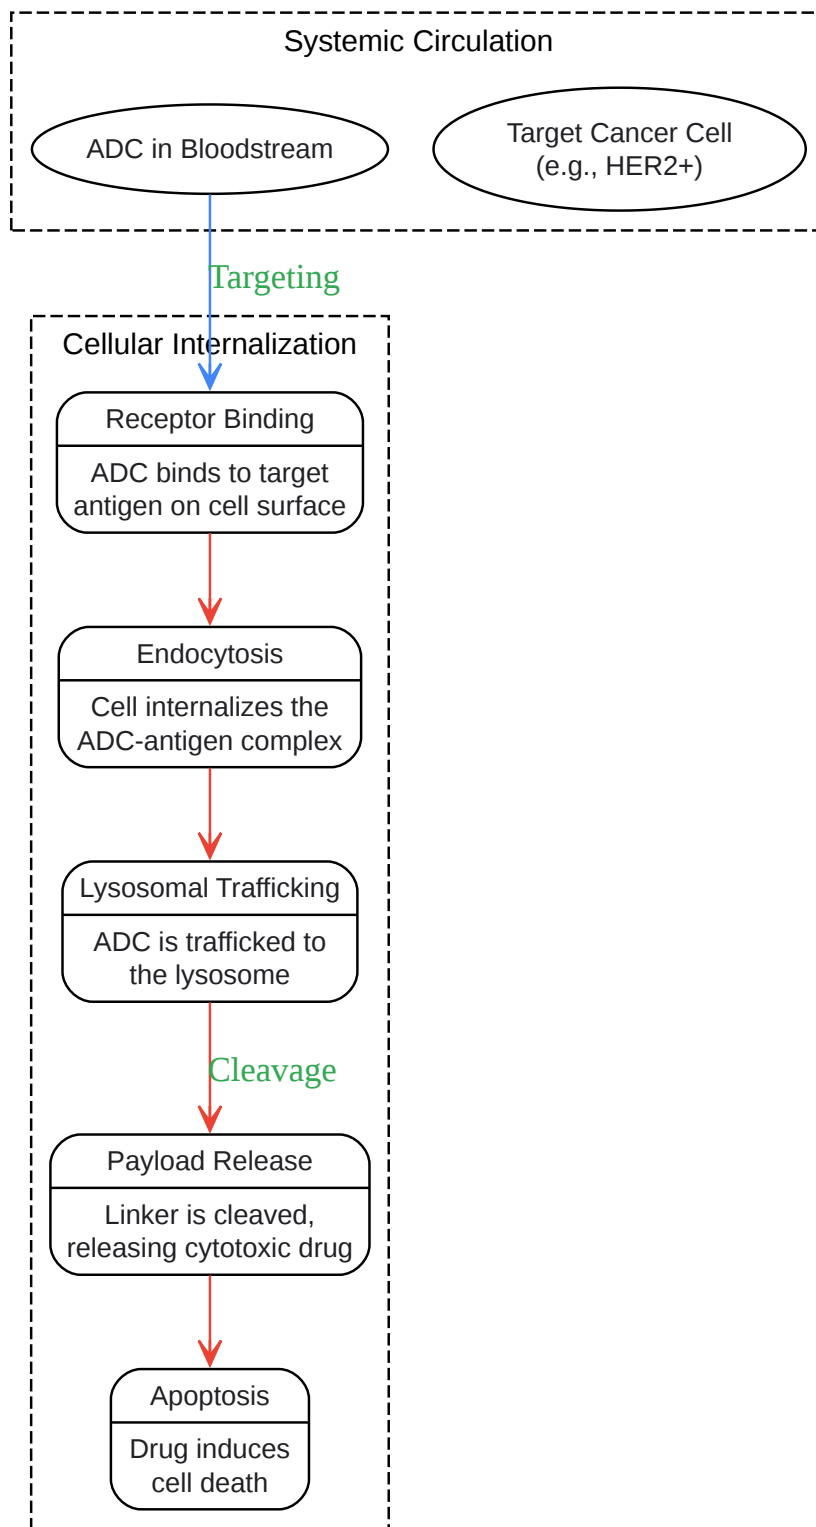 Systemic Circulation
ADC in Bloodstream
Target Cancer Cell
(e.g., HER2+)
Targeting
Cellular Internalization
Receptor Binding
ADC binds to target
antigen on cell surface
Endocytosis
Cell internalizes the
ADC-antigen complex
Lysosomal Trafficking
ADC is trafficked to
the lysosome
Cleavage
Payload Release
Linker is cleaved,
releasing cytotoxic drug
Apoptosis
Drug induces
cell death